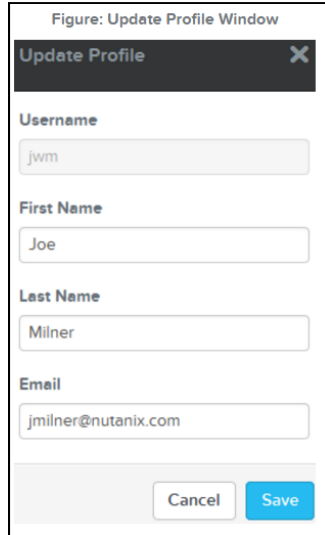 Figure: Update Profile Window
Update Profile
Username
jwm
First Name
Joe
Last Name
Milner
Email
jmilner@nutanix.com
Cancel Save